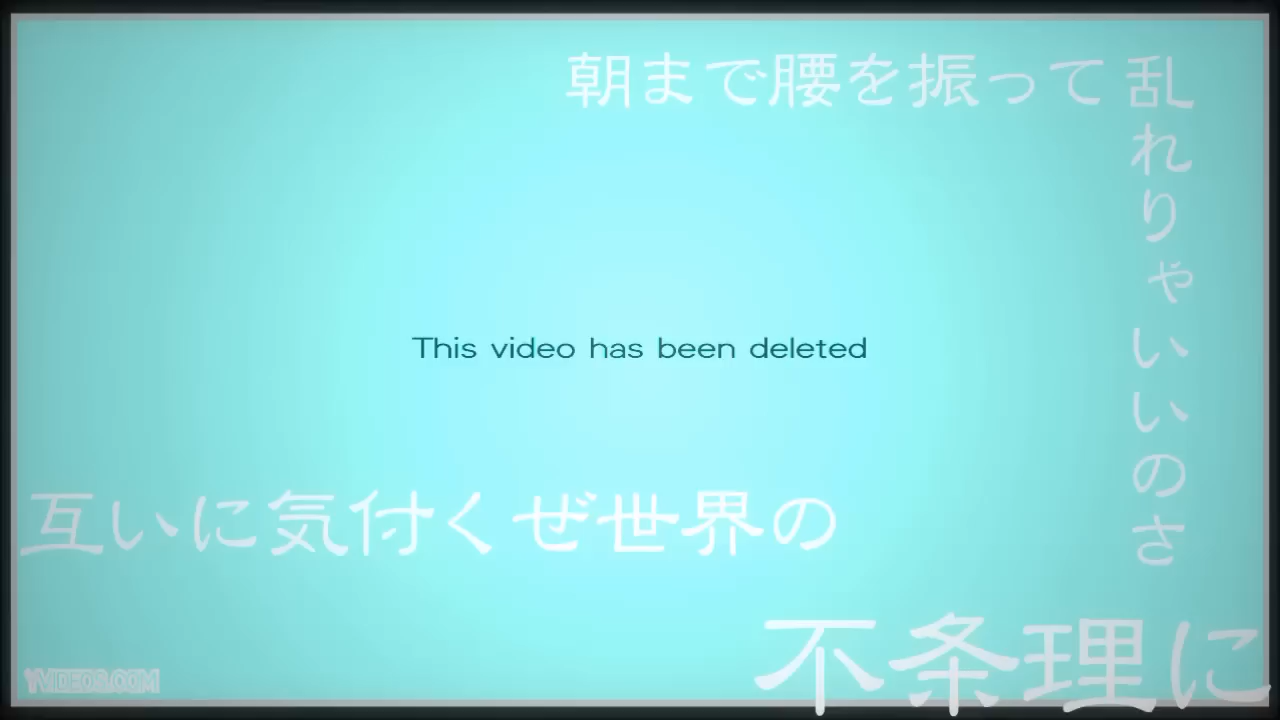 朝まで腰を振って
乱れりゃいいのさ
This video has been deleted
互いに気付くぜ世界の
不条理に